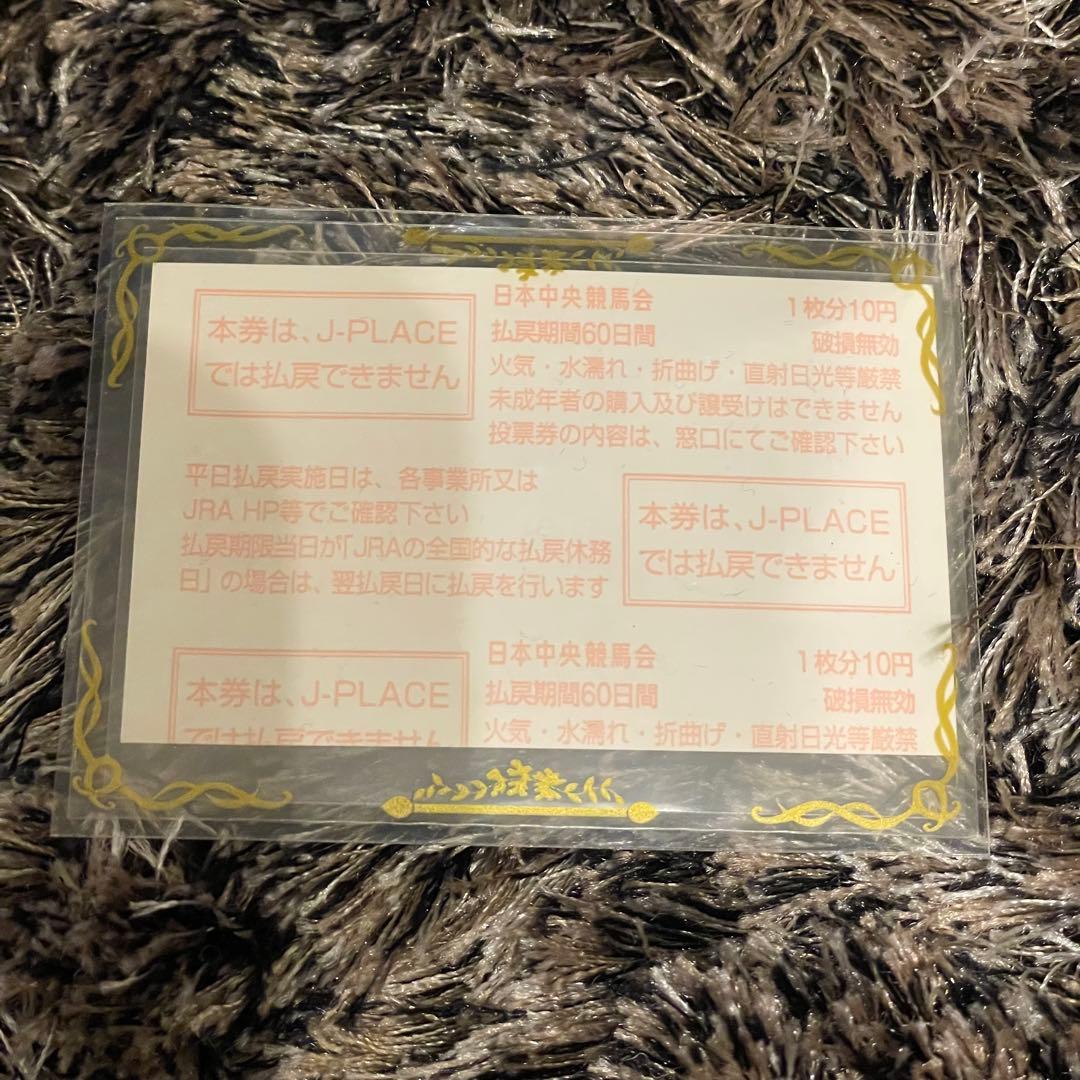 本券は、J-PLACE
では払戻できません
日本中央競馬会 1枚分10円
払戻期間60日間 破損無効
火気・水濡れ・折曲げ・直射日光等厳禁
未成年者の購入及び譲受けはできません
投票券の内容は、窓口にてご確認下さい
平日払戻実施日は、各事業所又は
JRA HP等でご確認下さい
払戻期限当日が「JRAの全国的な払戻休務
日」の場合は、翌払戻日に払戻を行います
本券は、J-PLACE
では払戻できません
本券は、J-PLACE
では払戻できません
日本中央競馬会 1枚分10円
払戻期間60日間 破損無効
火気・水濡れ・折曲げ・直射日光等厳禁